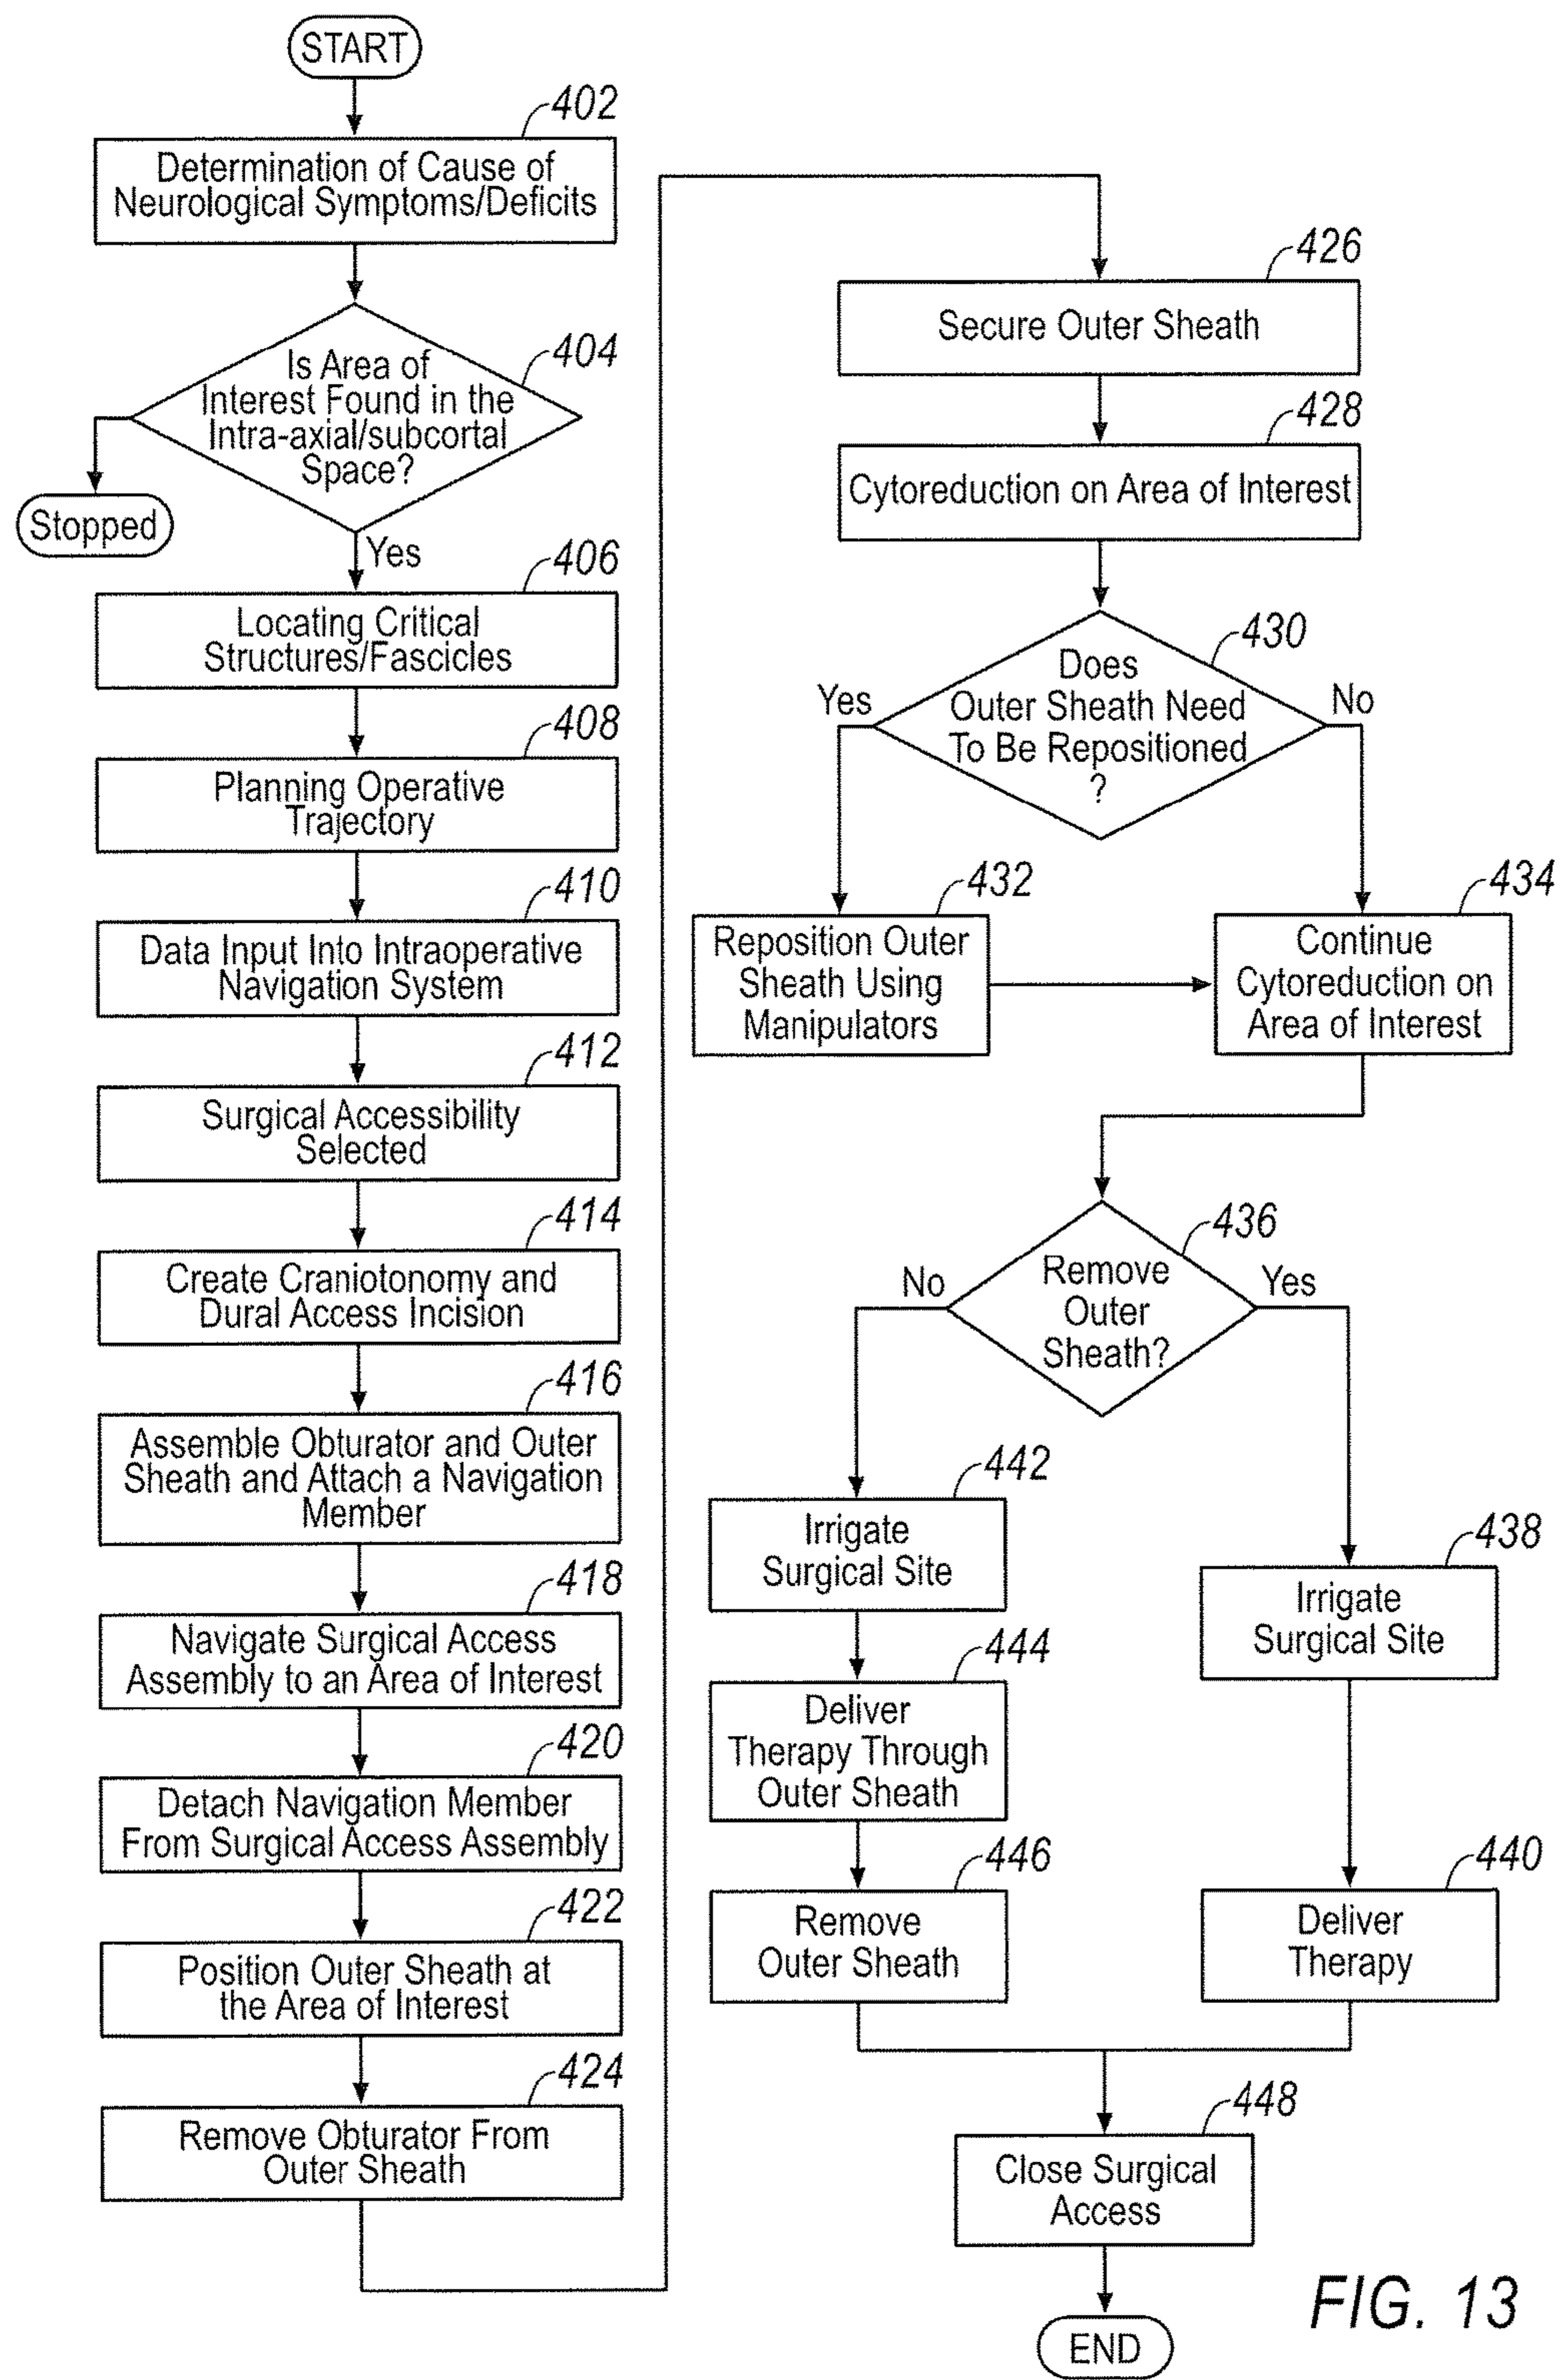 START
402
Determination of Cause of
Neurological Symptoms/Deficits
404
Is Area of
Interest Found in the
Intra-axial/subcortal
Space?
Stopped
Yes
406
Locating Critical
Structures/Fascicles
408
Planning Operative
Trajectory
410
Data Input Into Intraoperative
Navigation System
412
Surgical Accessibility
Selected
414
Create Craniotonomy and
Dural Access Incision
416
Assemble Obturator and Outer
Sheath and Attach a Navigation
Member
418
Navigate Surgical Access
Assembly to an Area of Interest
420
Detach Navigation Member
From Surgical Access Assembly
422
Position Outer Sheath at
the Area of Interest
424
Remove Obturator From
Outer Sheath
426
Secure Outer Sheath
428
Cytoreduction on Area of Interest
430
Does
Outer Sheath Need
To Be Repositioned
?
Yes
No
432
Reposition Outer
Sheath Using
Manipulators
434
Continue
Cytoreduction on
Area of Interest
436
Remove
Outer
Sheath?
No
Yes
442
Irrigate
Surgical Site
444
Deliver
Therapy Through
Outer Sheath
446
Remove
Outer Sheath
438
Irrigate
Surgical Site
440
Deliver
Therapy
448
Close Surgical
Access
END
FIG. 13